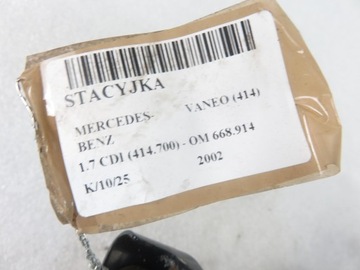 STACYJKA
MERCEDES-BENZ VANEO (414)
1.7 CDI (414.700) - OM 668.914
K/10/25 2002